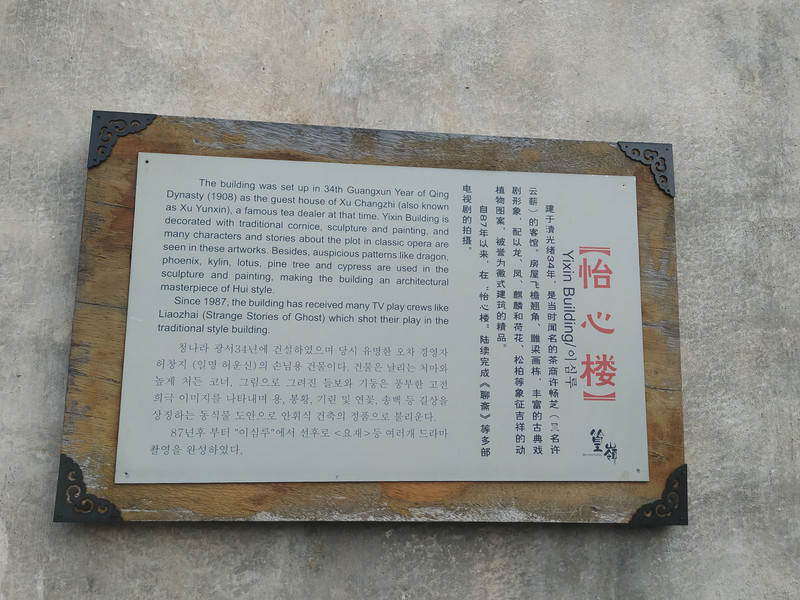 【怡心楼】
Yixin Building/이심루
建于清光绪34年，是当时闻名的茶商许畅芝（名许
云薪）的客馆。房屋飞檐翘角、雕梁画栋，丰富的古典戏
剧形象，配以龙、凤、麒麟和荷花、松柏等象征吉祥的动
植物图案，被誉为徽式建筑的精品。
自87年以来，在“怡心楼”陆续完成《聊斋》等多部
电视剧的拍摄。
The building was set up in 34th Guangxun Year of Qing
Dynasty (1908) as the guest house of Xu Changzhi (also known
as Xu Yunxin), a famous tea dealer at that time. Yixin Building is
decorated with traditional cornice, sculpture and painting, and
many characters and stories about the plot in classic opera are
seen in these artworks. Besides, auspicious patterns like dragon,
phoenix, kylin, lotus, pine tree and cypress are used in the
sculpture and painting, making the building an architectural
masterpiece of Hui style.
Since 1987, the building has received many TV play crews like
Liaozhai (Strange Stories of Ghost) which shot their play in the
traditional style building.
청나라 광서34년에 건설하였으며 당시 유명한 오차 경영자
허창지 (일명 허운신)의 손님용 건물이다. 건물은 날리는 처마와
높게 처든 코너, 그림으로 그려진 들보와 기둥은 풍부한 고전
희극 이미지를 나타내며 용, 봉황, 기린 및 연꽃, 송백 등 길상을
상징하는 동식물 도안으로 안휘식 건축의 정품으로 불리운다.
87년후 부터 "이심루"에서 선후로 <요재>등 여러개 드라마
촬영을 완성하였다.
篁嶺